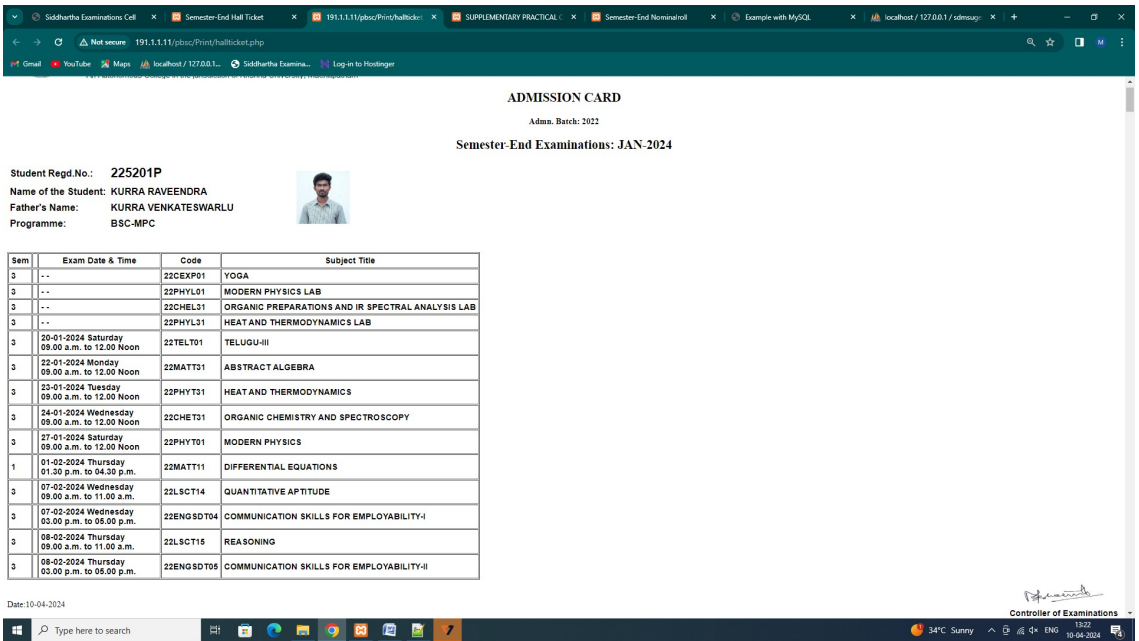 Siddhartha Examinations Cell
Semester-End Hall Ticket
191.1.1.11/pbsc/Print/hallticket.
SUPPLEMENTARY PRACTICAL
Semester-End Nominalroll
Example with MySQL
localhost / 127.0.0.1 / sdmsug
Not secure 191.1.1.11/pbsc/Print/hallticket.php
M
Gmail YouTube Maps localhost / 127.0.0.1... Siddhartha Examina... Log-in to Hostinger
ADMISSION CARD
Admn. Batch: 2022
Semester-End Examinations: JAN-2024
Student Regd.No.: 225201P
Name of the Student: KURRA RAVEENDRA
Father's Name: KURRA VENKATESWARLU
Programme: BSC-MPC
Sem Exam Date & Time Code Subject Title
3 -- 22CEXP01 YOGA
3 -- 22PHYL01 MODERN PHYSICS LAB
3 -- 22CHEL31 ORGANIC PREPARATIONS AND IR SPECTRAL ANALYSIS LAB
3 -- 22PHYL31 HEAT AND THERMODYNAMICS LAB
3 20-01-2024 Saturday 22TELT01 TELUGU-III
09.00 a.m. to 12.00 Noon
3 22-01-2024 Monday 22MATT31 ABSTRACT ALGEBRA
09.00 a.m. to 12.00 Noon
3 23-01-2024 Tuesday 22PHYT31 HEAT AND THERMODYNAMICS
09.00 a.m. to 12.00 Noon
3 24-01-2024 Wednesday 22CHET31 ORGANIC CHEMISTRY AND SPECTROSCOPY
09.00 a.m. to 12.00 Noon
3 27-01-2024 Saturday 22PHYT01 MODERN PHYSICS
09.00 a.m. to 12.00 Noon
1 01-02-2024 Thursday 22MATT11 DIFFERENTIAL EQUATIONS
01.30 p.m. to 04.30 p.m.
3 07-02-2024 Wednesday 22LSCT14 QUANTITATIVE APTITUDE
09.00 a.m. to 11.00 a.m.
3 07-02-2024 Wednesday 22ENGSDT04 COMMUNICATION SKILLS FOR EMPLOYABILITY-I
03.00 p.m. to 05.00 p.m.
3 08-02-2024 Thursday 22LSCT15 REASONING
09.00 a.m. to 11.00 a.m.
3 08-02-2024 Thursday 22ENGSDT05 COMMUNICATION SKILLS FOR EMPLOYABILITY-II
03.00 p.m. to 05.00 p.m.
Date:10-04-2024
Controller of Examinations
Type here to search
34°C Sunny ENG 13:22
10-04-2024